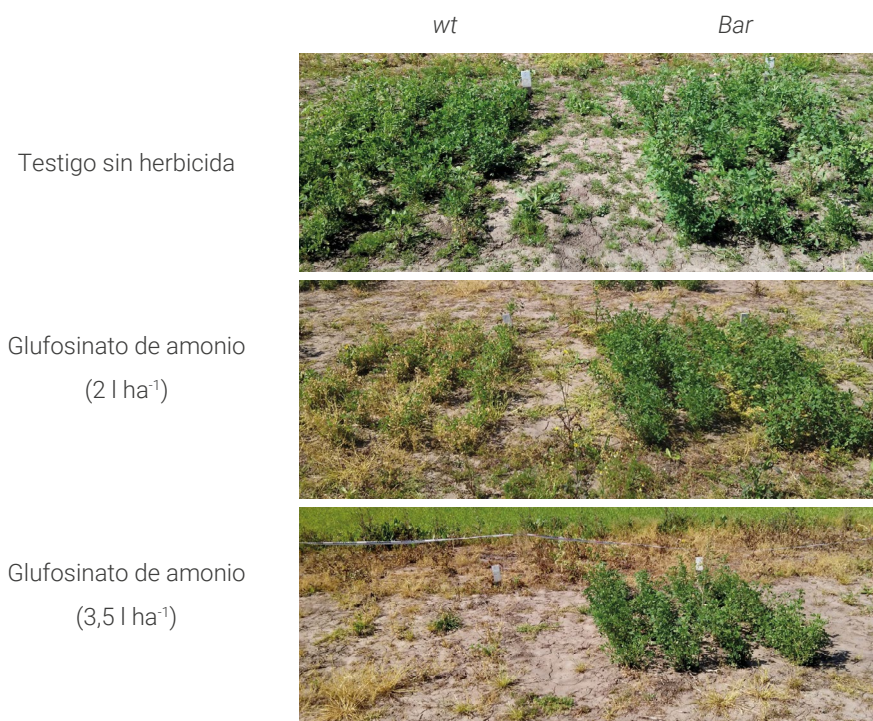 wt Bar
Testigo sin herbicida
Glufosinato de amonio
(2 l ha⁻¹)
Glufosinato de amonio
(3,5 l ha⁻¹)